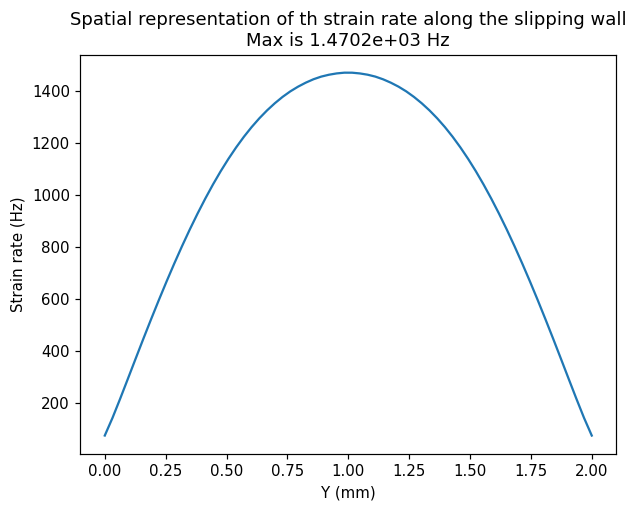 Spatial representation of th strain rate along the slipping wall
Max is 1.4702e+03 Hz
1400
1200
1000
800
600
400
200
Strain rate (Hz)
0.00 0.25 0.50 0.75 1.00 1.25 1.50 1.75 2.00
Y (mm)